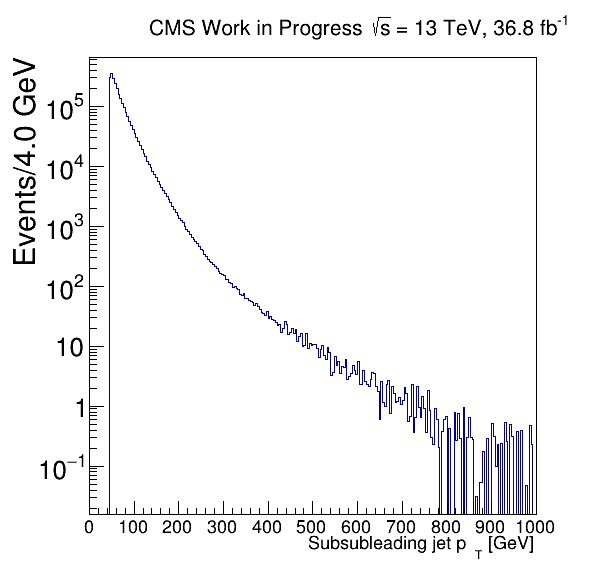 CMS Work in Progress √s = 13 TeV, 36.8 fb⁻¹
Events/4.0 GeV
10⁵
10⁴
10³
10²
10
1
10⁻¹
0 100 200 300 400 500 600 700 800 900 1000
Subsubleading jet p_T [GeV]